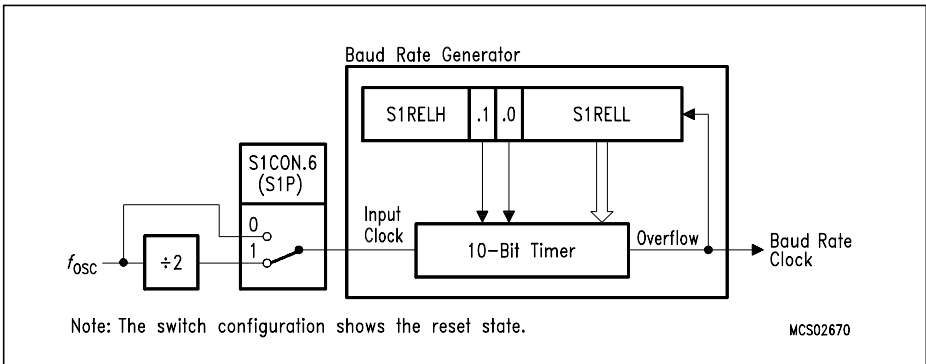 Baud Rate Generator
S1RELH .1 .0 S1RELL
S1CON.6
(S1P)
0
1
Input
Clock
10-Bit Timer
Overflow
Baud Rate
Clock
fOSC
÷2
Note: The switch configuration shows the reset state.
MCS02670